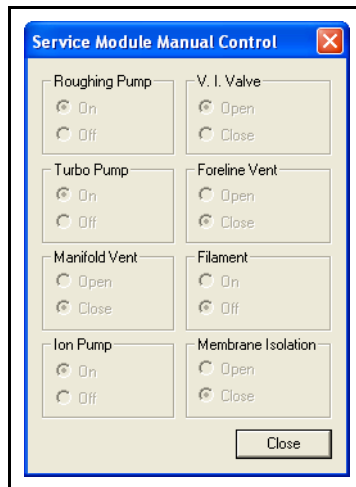 Service Module Manual Control
Roughing Pump
On
Off
V. I. Valve
Open
Close
Turbo Pump
On
Off
Foreline Vent
Open
Close
Manifold Vent
Open
Close
Filament
On
Off
Ion Pump
On
Off
Membrane Isolation
Open
Close
Close